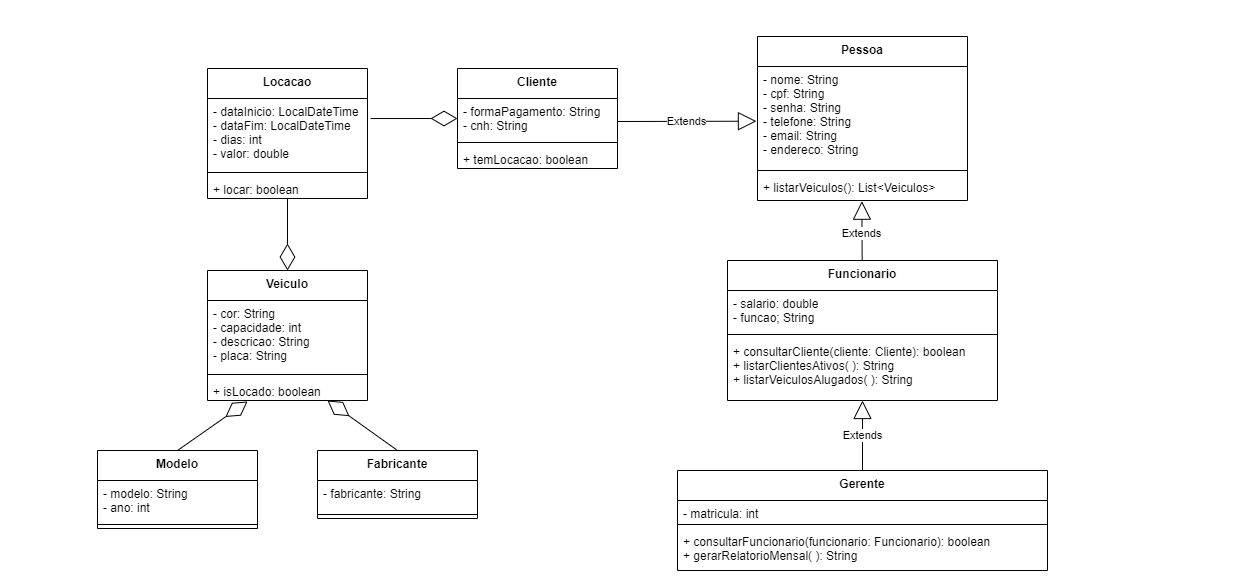 Locacao
- dataInicio: LocalDateTime
- dataFim: LocalDateTime
- dias: int
- valor: double
+ locar: boolean
Cliente
- formaPagamento: String
- cnh: String
+ temLocacao: boolean
Extends
Pessoa
- nome: String
- cpf: String
- senha: String
- telefone: String
- email: String
- endereco: String
+ listarVeiculos(): List<Veiculos>
Extends
Veiculo
- cor: String
- capacidade: int
- descricao: String
- placa: String
+ isLocado: boolean
Funcionario
- salario: double
- funcao; String
+ consultarCliente(cliente: Cliente): boolean
+ listarClientesAtivos( ): String
+ listarVeiculosAlugados( ): String
Extends
Modelo
- modelo: String
- ano: int
Fabricante
- fabricante: String
Gerente
- matricula: int
+ consultarFuncionario(funcionario: Funcionario): boolean
+ gerarRelatorioMensal( ): String